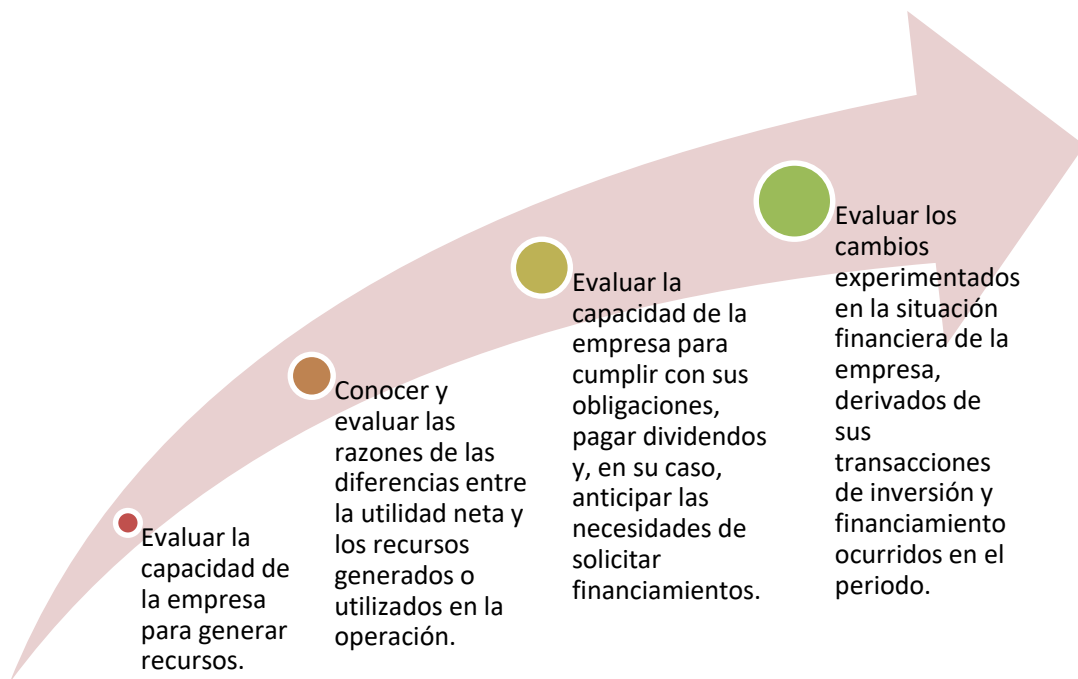 Evaluar la
capacidad de
la empresa
para generar
recursos.
Conocer y
evaluar las
razones de las
diferencias entre
la utilidad neta y
los recursos
generados o
utilizados en la
operación.
Evaluar la
capacidad de la
empresa para
cumplir con sus
obligaciones,
pagar dividendos
y, en su caso,
anticipar las
necesidades de
solicitar
financiamientos.
Evaluar los
cambios
experimentados
en la situación
financiera de la
empresa,
derivados de
sus
transacciones
de inversión y
financiamiento
ocurridos en el
periodo.